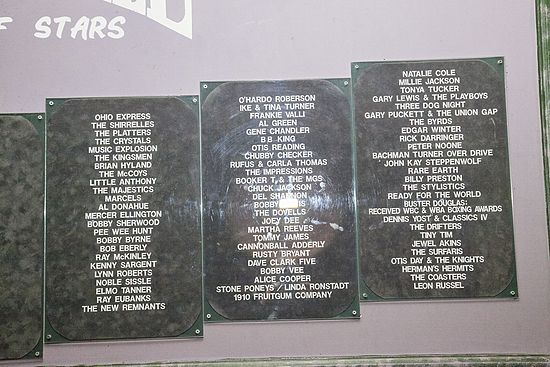 F STARS
OHIO EXPRESS
THE SHIRRELLES
THE PLATTERS
THE CRYSTALS
MUSIC EXPLOSION
THE KINGSMEN
BRIAN HYLAND
THE McCOYS
LITTLE ANTHONY
THE MAJESTICS
MARCELS
AL DONAHUE
MERCER ELLINGTON
BOBBY SHERWOOD
PEE WEE HUNT
BOBBY BYRNE
BOB EBERLY
RAY McKINLEY
KENNY SARGENT
LYNN ROBERTS
NOBLE SISSLE
ELMO TANNER
RAY EUBANKS
THE NEW REMNANTS
O'HARDO ROBERSON
IKE & TINA TURNER
FRANKIE VALLI
AL GREEN
GENE CHANDLER
B.B. KING
OTIS READING
CHUBBY CHECKER
RUFUS & CARLA THOMAS
THE IMPRESSIONS
BOOKER T. & THE MGS
CHUCK JACKSON
DEL SHANNON
BOBBY
THE DOVELLS
JOEY DEE
MARTHA REEVES
TOMMY JAMES
CANNONBALL ADDERLY
RUSTY BRYANT
DAVE CLARK FIVE
BOBBY VEE
ALICE COOPER
STONE PONEYS / LINDA RONSTADT
1910 FRUITGUM COMPANY
NATALIE COLE
MILLIE JACKSON
TONYA TUCKER
GARY LEWIS & THE PLAYBOYS
THREE DOG NIGHT
GARY PUCKETT & THE UNION GAP
THE BYRDS
EDGAR WINTER
RICK DARRINGER
PETER NOONE
BACHMAN TURNER OVER DRIVE
JOHN KAY STEPPENWOLF
RARE EARTH
BILLY PRESTON
THE STYLISTICS
READY FOR THE WORLD
BUSTER DOUGLAS:
RECEIVED WBC & WBA BOXING AWARDS
DENNIS YOST & CLASSICS IV
THE DRIFTERS
TINY TIM
JEWEL AKINS
THE SURFARIS
OTIS DAY & THE KNIGHTS
HERMAN'S HERMITS
THE COASTERS
LEON RUSSEL